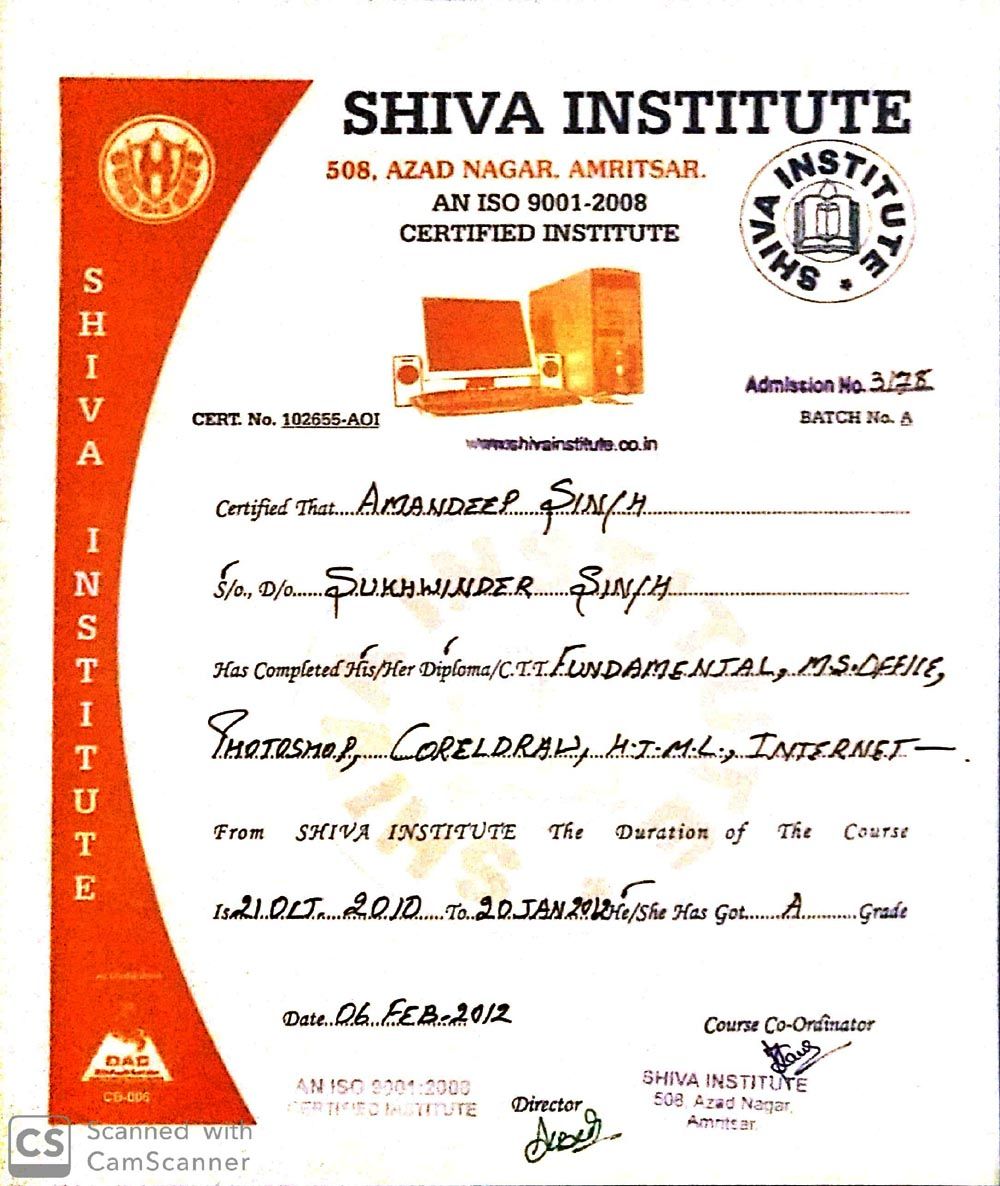 SHIVA INSTITUTE
508, AZAD NAGAR. AMRITSAR.
AN ISO 9001-2008
CERTIFIED INSTITUTE
SHIVA INSTITUTE
SHIVA INSTITUTE
Admission No. 3178
CERT. No. 102655-AOI
BATCH No. A
www.shivainstitute.co.in
Certified That....AMANDEEP SINGH
S/o., D/o......SUKHWINDER SINGH
Has Completed His/Her Diploma/C.T.T. FUNDAMENTAL, M.S.OFFICE,
PHOTOSHOP, CORELDRAW, H.T.M.L., INTERNET—.
From SHIVA INSTITUTE The Duration of The Course
Is 21 OCT. 2010 To 20 JAN 2012 He/She Has Got A Grade
Date 06 FEB-2012
Course Co-Ordinator
DAC
CB-006
AN ISO 9001:2008
CERTIFIED INSTITUTE
Director
SHIVA INSTITUTE
508, Azad Nagar,
Amritsar.
CS Scanned with
CamScanner